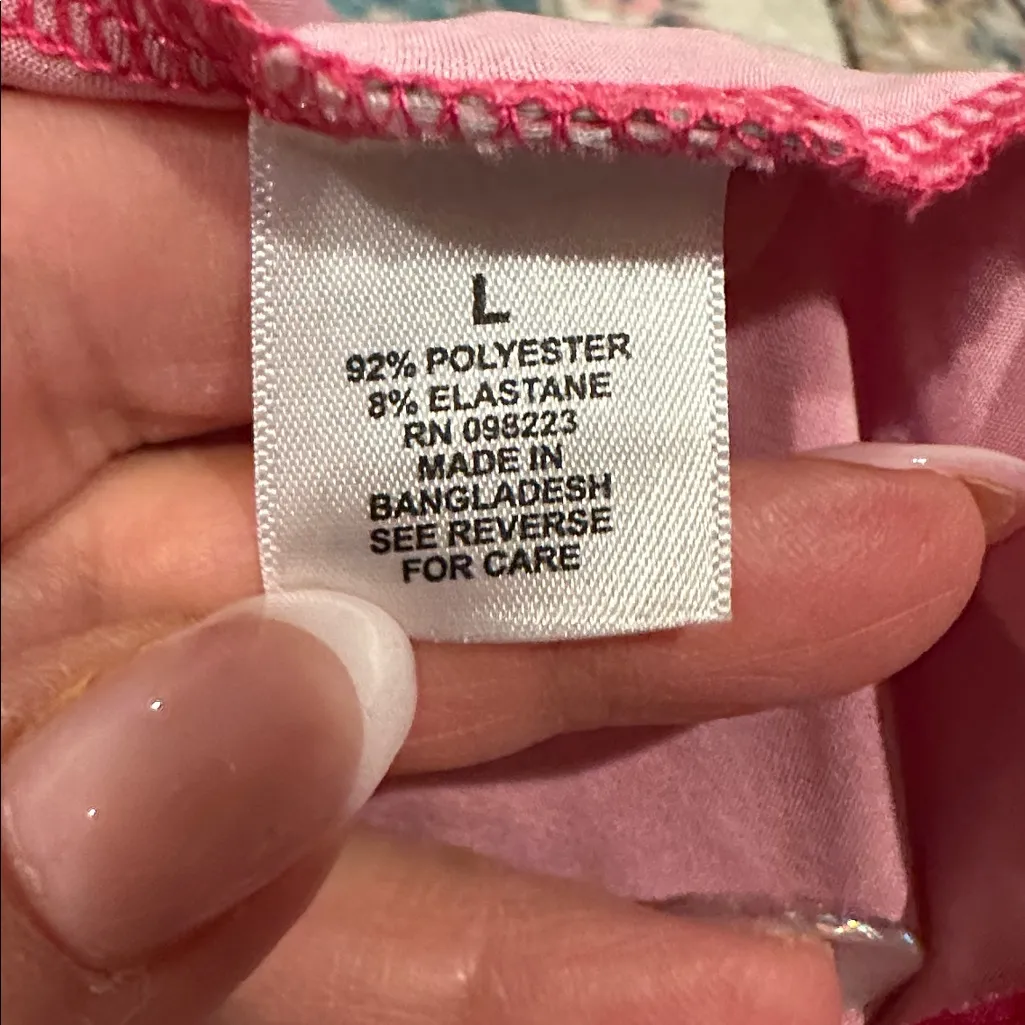 L
92% POLYESTER
8% ELASTANE
RN 098223
MADE IN
BANGLADESH
SEE REVERSE
FOR CARE